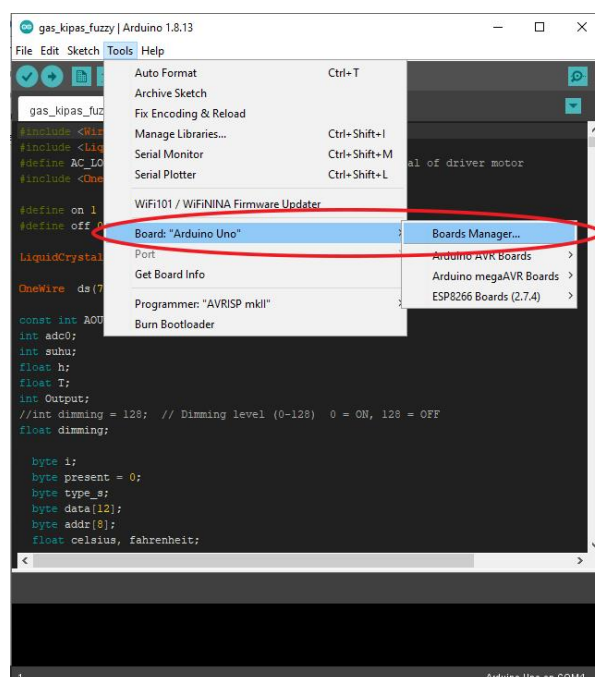 gas_kipas_fuzzy | Arduino 1.8.13
File Edit Sketch Tools Help
Auto Format Ctrl+T
Archive Sketch
Fix Encoding & Reload
Manage Libraries... Ctrl+Shift+I
Serial Monitor Ctrl+Shift+M
Serial Plotter Ctrl+Shift+L
WiFi101 / WiFiNINA Firmware Updater
Board: "Arduino Uno"
Port
Get Board Info
Programmer: "AVRISP mkII"
Burn Bootloader
Boards Manager...
Arduino AVR Boards
Arduino megaAVR Boards
ESP8266 Boards (2.7.4)
gas_kipas_fuz
#include <Wir
#include <Liq
#define AC_LO al of driver motor
#include <One
#define on 1
#define off 0
LiquidCrystal
OneWire ds(7
const int AOU
int adc0;
int suhu;
float h;
float T;
int Output;
//int dimming = 128; // Dimming level (0-128) 0 = ON, 128 = OFF
float dimming;
byte i;
byte present = 0;
byte type_s;
byte data[12];
byte addr[8];
float celsius, fahrenheit;